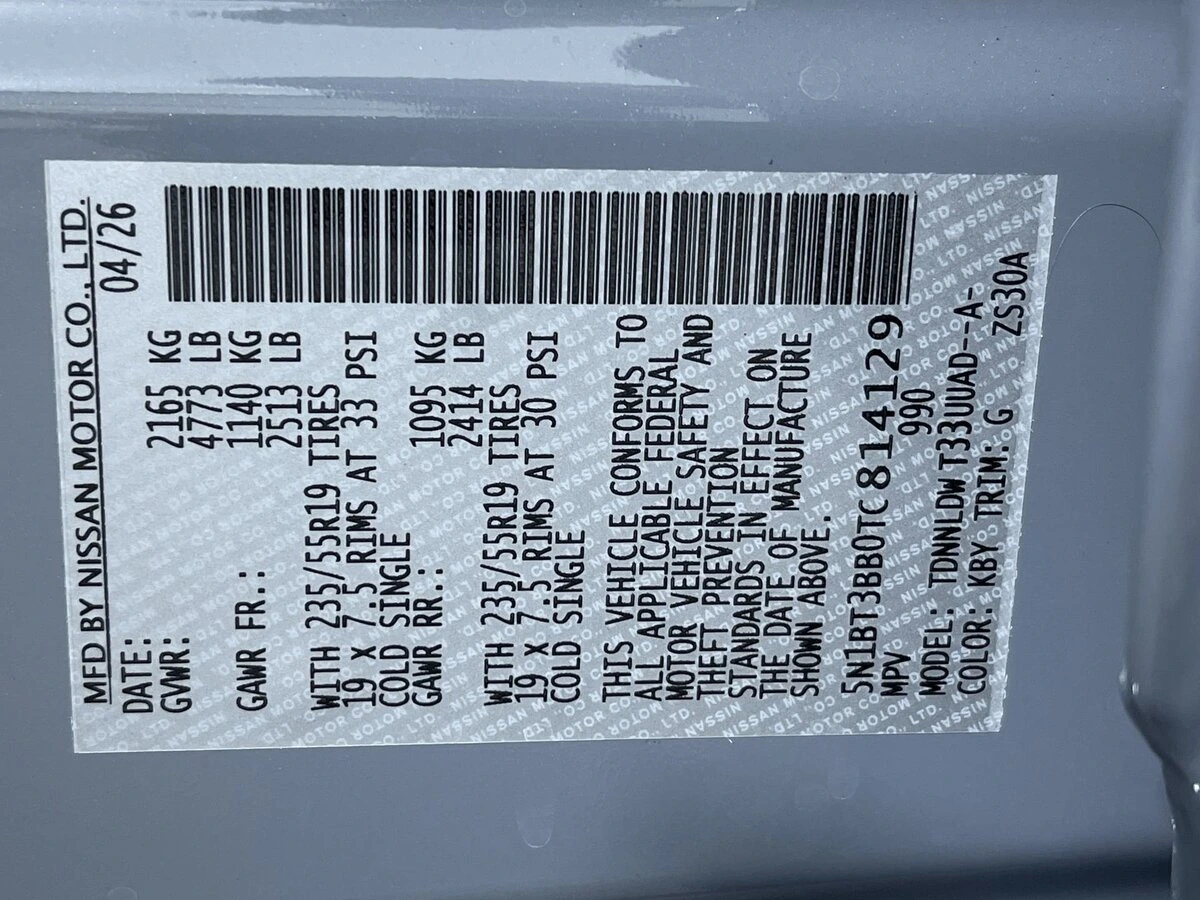 MFD BY NISSAN MOTOR CO., LTD.
DATE: 04/26
GVWR: 2165 KG
4773 LB
GAWR FR.: 1140 KG
2513 LB
WITH 235/55R19 TIRES
19 X 7.5 RIMS AT 33 PSI
COLD SINGLE
GAWR RR.: 1095 KG
2414 LB
WITH 235/55R19 TIRES
19 X 7.5 RIMS AT 30 PSI
COLD SINGLE
THIS VEHICLE CONFORMS TO
ALL APPLICABLE FEDERAL
MOTOR VEHICLE SAFETY AND
THEFT PREVENTION
STANDARDS IN EFFECT ON
THE DATE OF MANUFACTURE
SHOWN ABOVE.
5N1BT3BB0TC814129
MPV 990
MODEL: TDNNLDWT33UUAD--A-
COLOR: KBY TRIM: G ZS30A